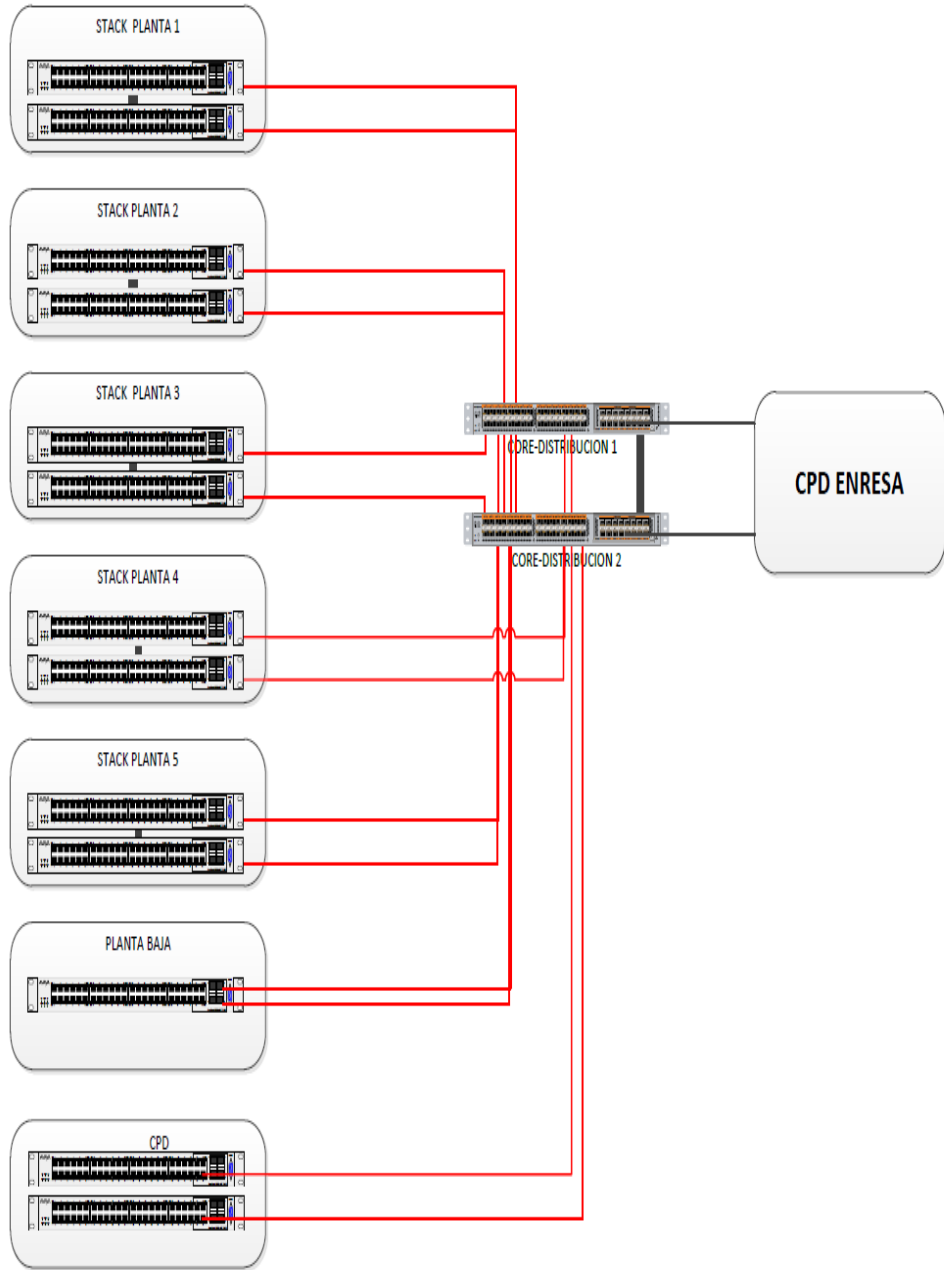 STACK PLANTA 1
STACK PLANTA 2
STACK PLANTA 3
CORE-DISTRIBUCION 1
CPD ENRESA
CORE-DISTRIBUCION 2
STACK PLANTA 4
STACK PLANTA 5
PLANTA BAJA
CPD